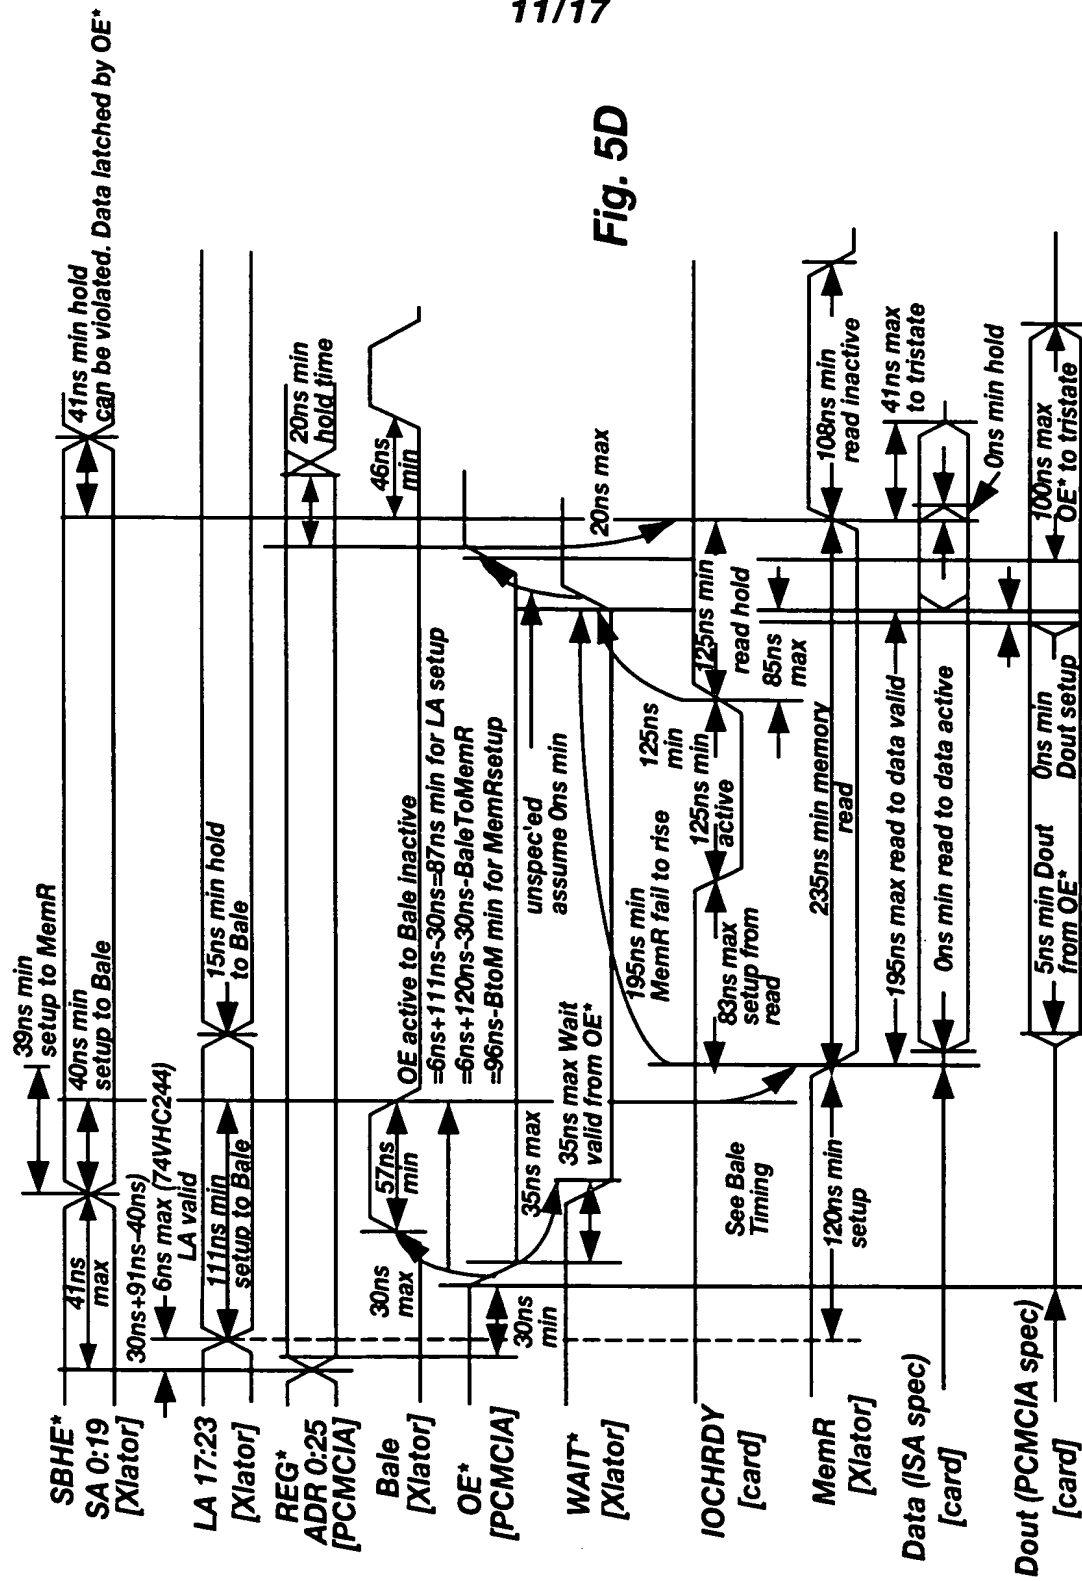 11/17
Fig. 5D
SBHE*
SA 0:19
[Xlator]
39ns min
setup to MemR
40ns min
setup to Bale
41ns
max
30ns+91ns-40ns)
41ns min hold
can be violated. Data latched by OE*
LA 17:23
[Xlator]
6ns max (74VHC244)
LA valid
111ns min
setup to Bale
15ns min hold
to Bale
REG*
ADR 0:25
[PCMCIA]
20ns min
hold time
Bale
[Xlator]
30ns
max
57ns
min
OE active to Bale inactive
=6ns+111ns-30ns=87ns min for LA setup
=6ns+120ns-30ns-BaleToMemR
=96ns-BtoM min for MemRsetup
46ns
min
OE*
[PCMCIA]
30ns
min
35ns max
unspec'ed
assume 0ns min
20ns max
WAIT*
[Xlator]
35ns max Wait
valid from OE*
195ns min
MemR fail to rise
125ns
min
IOCHRDY
[card]
See Bale
Timing
83ns max
setup from
read
125ns min
active
125ns min
read hold
85ns
max
MemR
[Xlator]
120ns min
setup
235ns min memory
read
108ns min
read inactive
Data (ISA spec)
[card]
195ns max read to data valid
0ns min read to data active
41ns max
to tristate
0ns min hold
Dout (PCMCIA spec)
[card]
5ns min Dout
from OE*
0ns min
Dout setup
100ns max
OE* to tristate